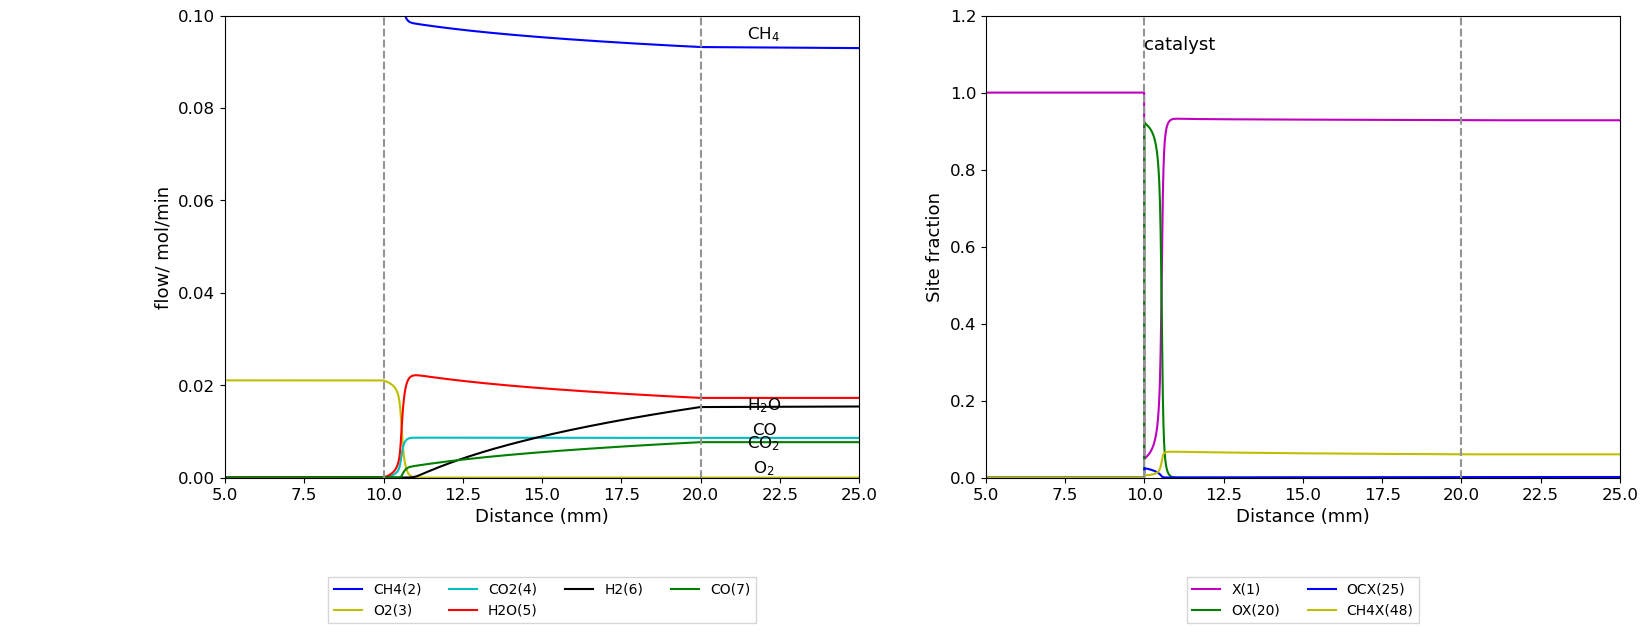 0.10
0.08
0.06
0.04
0.02
0.00
flow/ mol/min
CH₄
H₂O
CO
CO₂
O₂
5.0 7.5 10.0 12.5 15.0 17.5 20.0 22.5 25.0
Distance (mm)
CH4(2) CO2(4) H2(6) CO(7)
O2(3) H2O(5)
1.2
1.0
0.8
0.6
0.4
0.2
0.0
Site fraction
catalyst
5.0 7.5 10.0 12.5 15.0 17.5 20.0 22.5 25.0
Distance (mm)
X(1) OCX(25)
OX(20) CH4X(48)